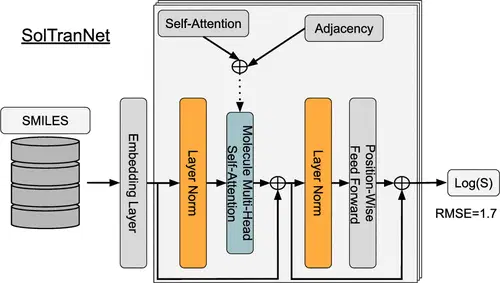 SolTranNet
Self-Attention
Adjacency
SMILES
Embedding Layer
Layer Norm
Molecule Multi-Head
Self-Attention
Layer Norm
Position-Wise
Feed Forward
Log(S)
RMSE=1.7